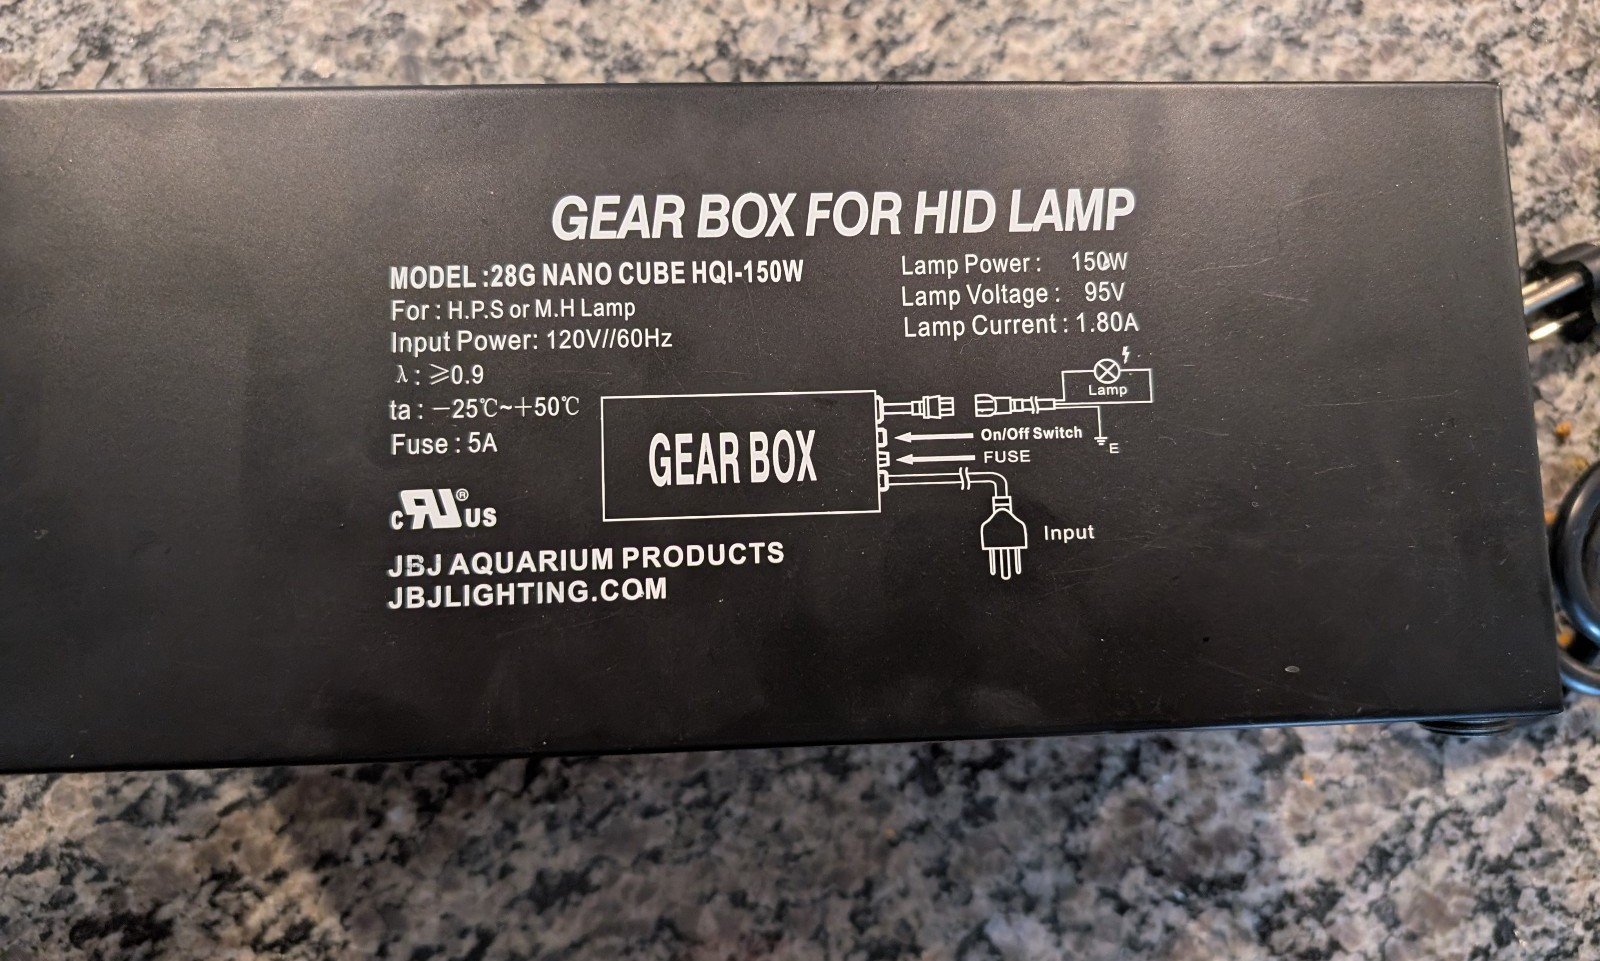 GEAR BOX FOR HID LAMP
MODEL :28G NANO CUBE HQI-150W
For : H.P.S or M.H Lamp
Input Power: 120V//60Hz
λ : ≥0.9
ta : －25℃~＋50℃
Fuse : 5A
Lamp Power : 150W
Lamp Voltage : 95V
Lamp Current : 1.80A
Lamp
On/Off Switch
E
FUSE
GEAR BOX
Input
c RU ® US
JBJ AQUARIUM PRODUCTS
JBJLIGHTING.COM